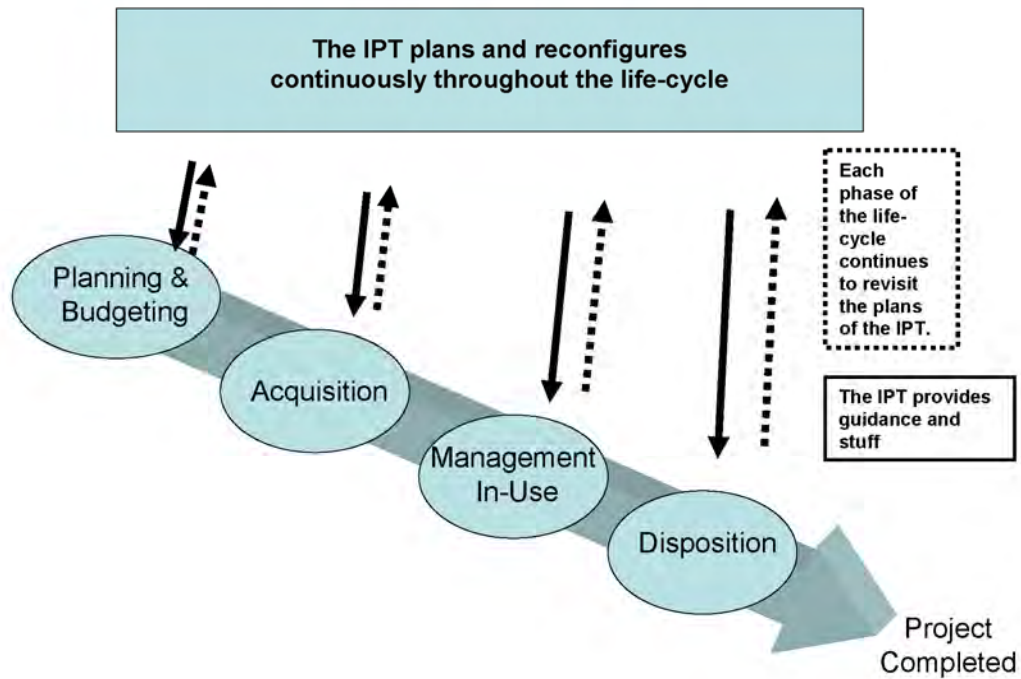 The IPT plans and reconfigures
continuously throughout the life-cycle
Each
phase of
the life-
cycle
continues
to revisit
the plans
of the IPT.
The IPT provides
guidance and
stuff
Planning &
Budgeting
Acquisition
Management
In-Use
Disposition
Project
Completed